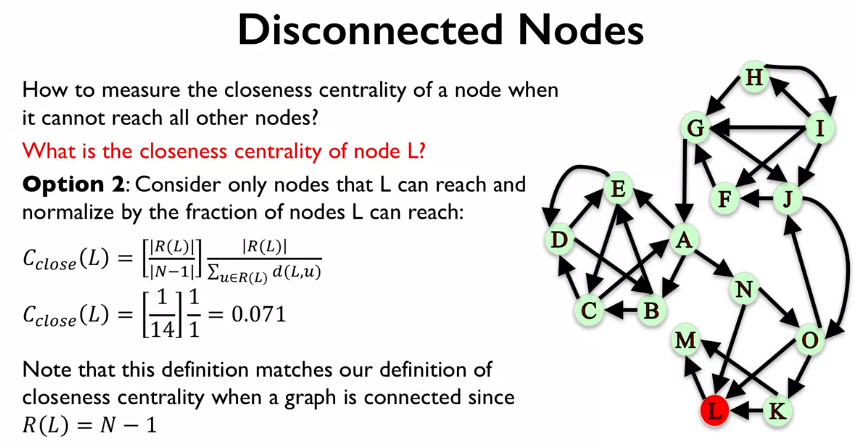 Disconnected Nodes
How to measure the closeness centrality of a node when
it cannot reach all other nodes?
What is the closeness centrality of node L?
Option 2: Consider only nodes that L can reach and
normalize by the fraction of nodes L can reach:
C_close(L) = [|R(L)| / |N−1|] |R(L)| / ∑_{u∈R(L)} d(L,u)
C_close(L) = [1/14] 1/1 = 0.071
Note that this definition matches our definition of
closeness centrality when a graph is connected since
R(L) = N − 1
H
G
I
F
J
E
D
A
C
B
N
M
O
L
K